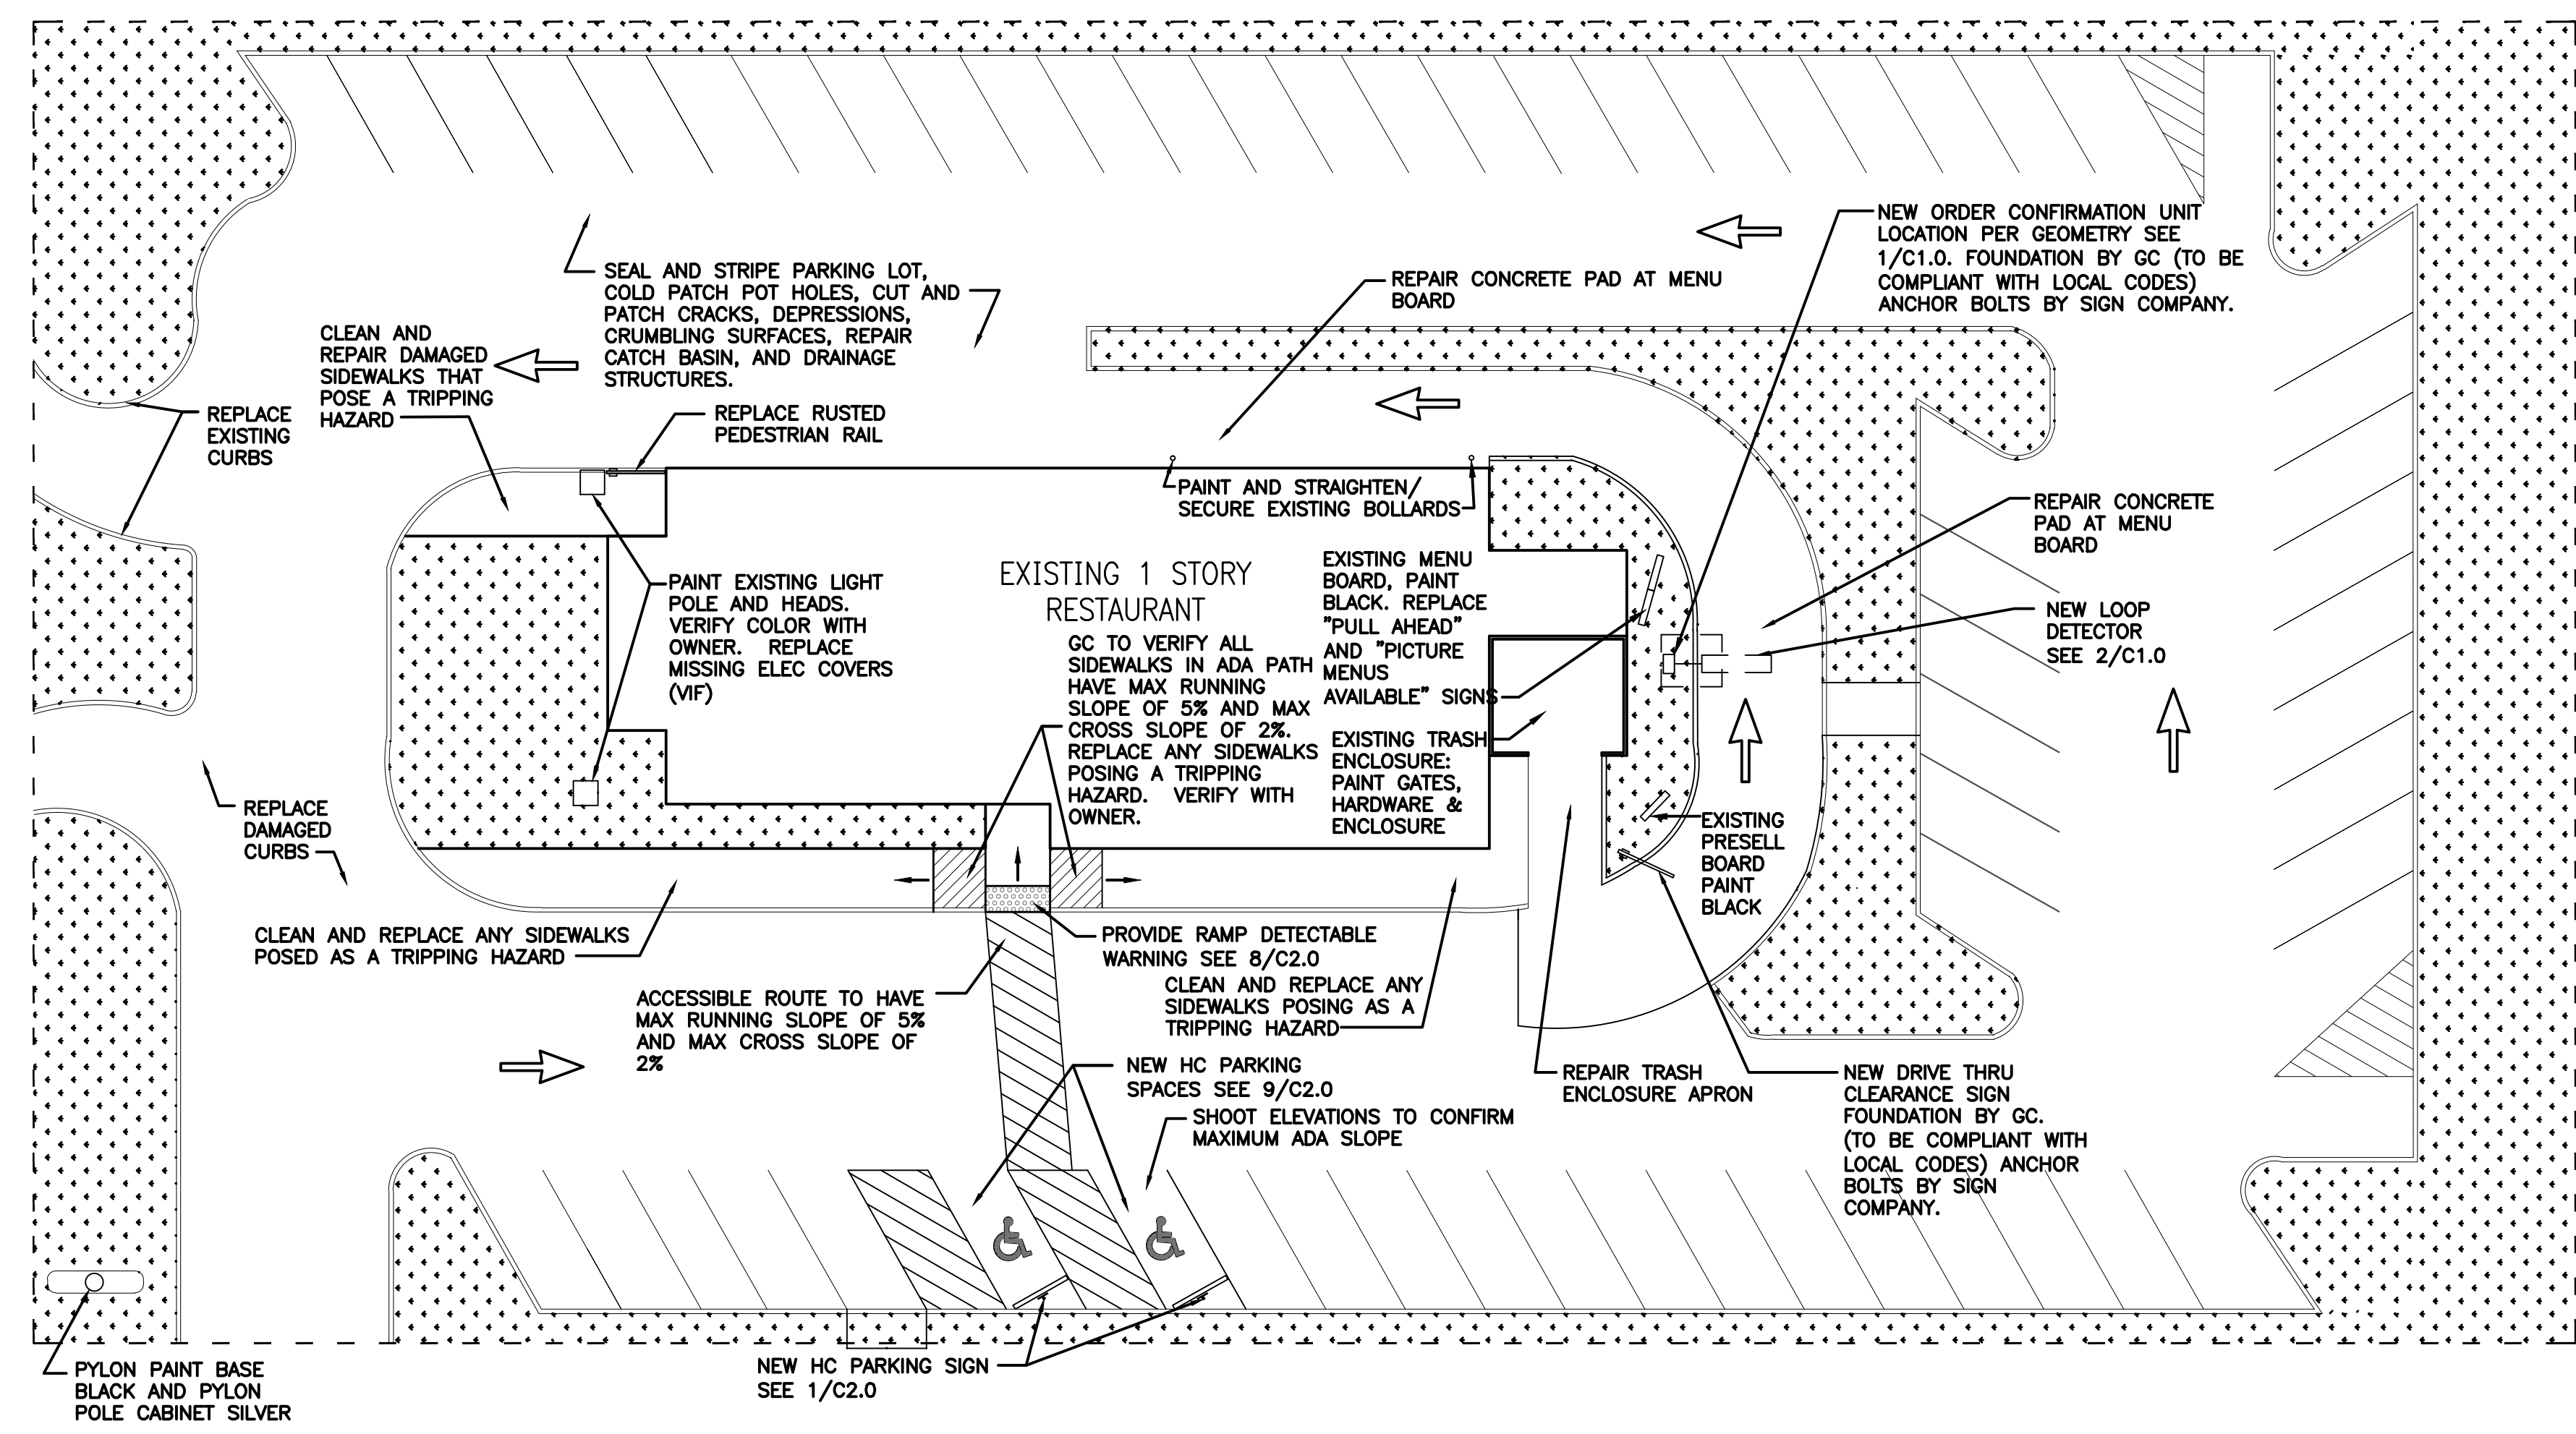 NEW ORDER CONFIRMATION UNIT
LOCATION PER GEOMETRY SEE
1/C1.0. FOUNDATION BY GC (TO BE
COMPLIANT WITH LOCAL CODES)
ANCHOR BOLTS BY SIGN COMPANY.
SEAL AND STRIPE PARKING LOT,
COLD PATCH POT HOLES, CUT AND
PATCH CRACKS, DEPRESSIONS,
CRUMBLING SURFACES, REPAIR
CATCH BASIN, AND DRAINAGE
STRUCTURES.
REPAIR CONCRETE PAD AT MENU
BOARD
CLEAN AND
REPAIR DAMAGED
SIDEWALKS THAT
POSE A TRIPPING
HAZARD
REPLACE
EXISTING
CURBS
REPLACE RUSTED
PEDESTRIAN RAIL
PAINT AND STRAIGHTEN/
SECURE EXISTING BOLLARDS
REPAIR CONCRETE
PAD AT MENU
BOARD
EXISTING 1 STORY
RESTAURANT
EXISTING MENU
BOARD, PAINT
BLACK. REPLACE
"PULL AHEAD"
AND "PICTURE
MENUS
AVAILABLE" SIGNS
PAINT EXISTING LIGHT
POLE AND HEADS.
VERIFY COLOR WITH
OWNER. REPLACE
MISSING ELEC COVERS
(VIF)
GC TO VERIFY ALL
SIDEWALKS IN ADA PATH
HAVE MAX RUNNING
SLOPE OF 5% AND MAX
CROSS SLOPE OF 2%.
REPLACE ANY SIDEWALKS
POSING A TRIPPING
HAZARD. VERIFY WITH
OWNER.
NEW LOOP
DETECTOR
SEE 2/C1.0
EXISTING TRASH
ENCLOSURE:
PAINT GATES,
HARDWARE &
ENCLOSURE
REPLACE
DAMAGED
CURBS
EXISTING
PRESELL
BOARD
PAINT
BLACK
CLEAN AND REPLACE ANY SIDEWALKS
POSED AS A TRIPPING HAZARD
PROVIDE RAMP DETECTABLE
WARNING SEE 8/C2.0
CLEAN AND REPLACE ANY
SIDEWALKS POSING AS A
TRIPPING HAZARD
ACCESSIBLE ROUTE TO HAVE
MAX RUNNING SLOPE OF 5%
AND MAX CROSS SLOPE OF
2%
NEW HC PARKING
SPACES SEE 9/C2.0
SHOOT ELEVATIONS TO CONFIRM
MAXIMUM ADA SLOPE
REPAIR TRASH
ENCLOSURE APRON
NEW DRIVE THRU
CLEARANCE SIGN
FOUNDATION BY GC.
(TO BE COMPLIANT WITH
LOCAL CODES) ANCHOR
BOLTS BY SIGN
COMPANY.
NEW HC PARKING SIGN
SEE 1/C2.0
PYLON PAINT BASE
BLACK AND PYLON
POLE CABINET SILVER